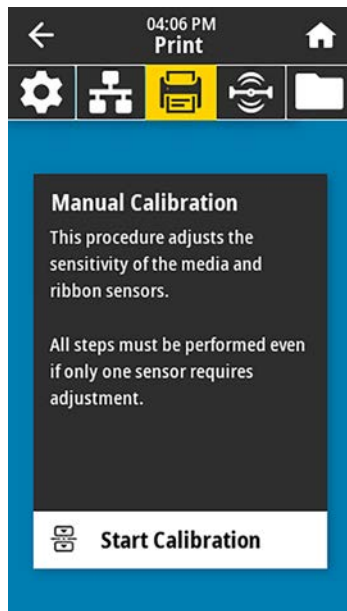 04:06 PM
Print
Manual Calibration
This procedure adjusts the
sensitivity of the media and
ribbon sensors.
All steps must be performed even
if only one sensor requires
adjustment.
Start Calibration